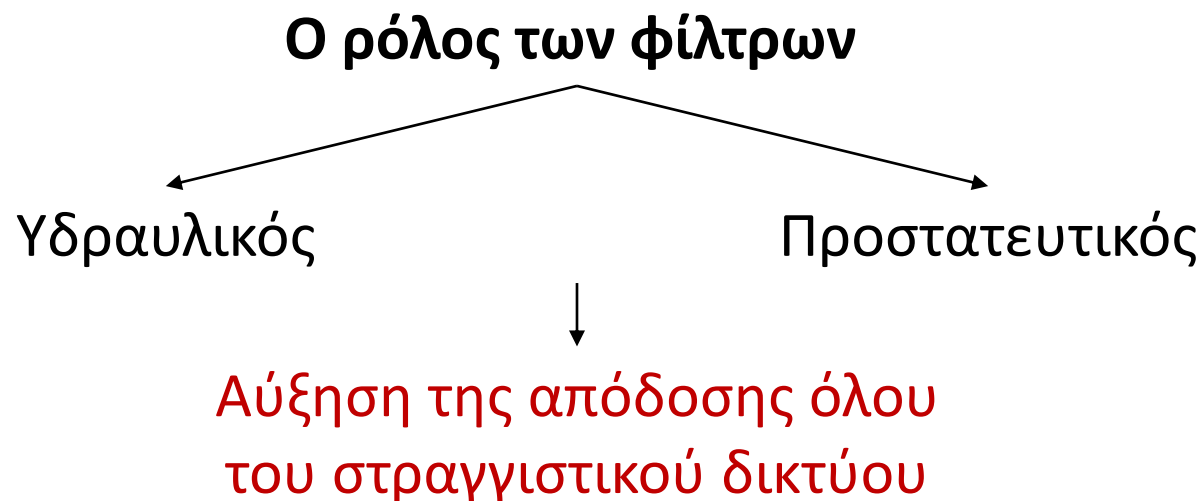 Ο ρόλος των φίλτρων
Υδραυλικός
Προστατευτικός
Αύξηση της απόδοσης όλου
του στραγγιστικού δικτύου